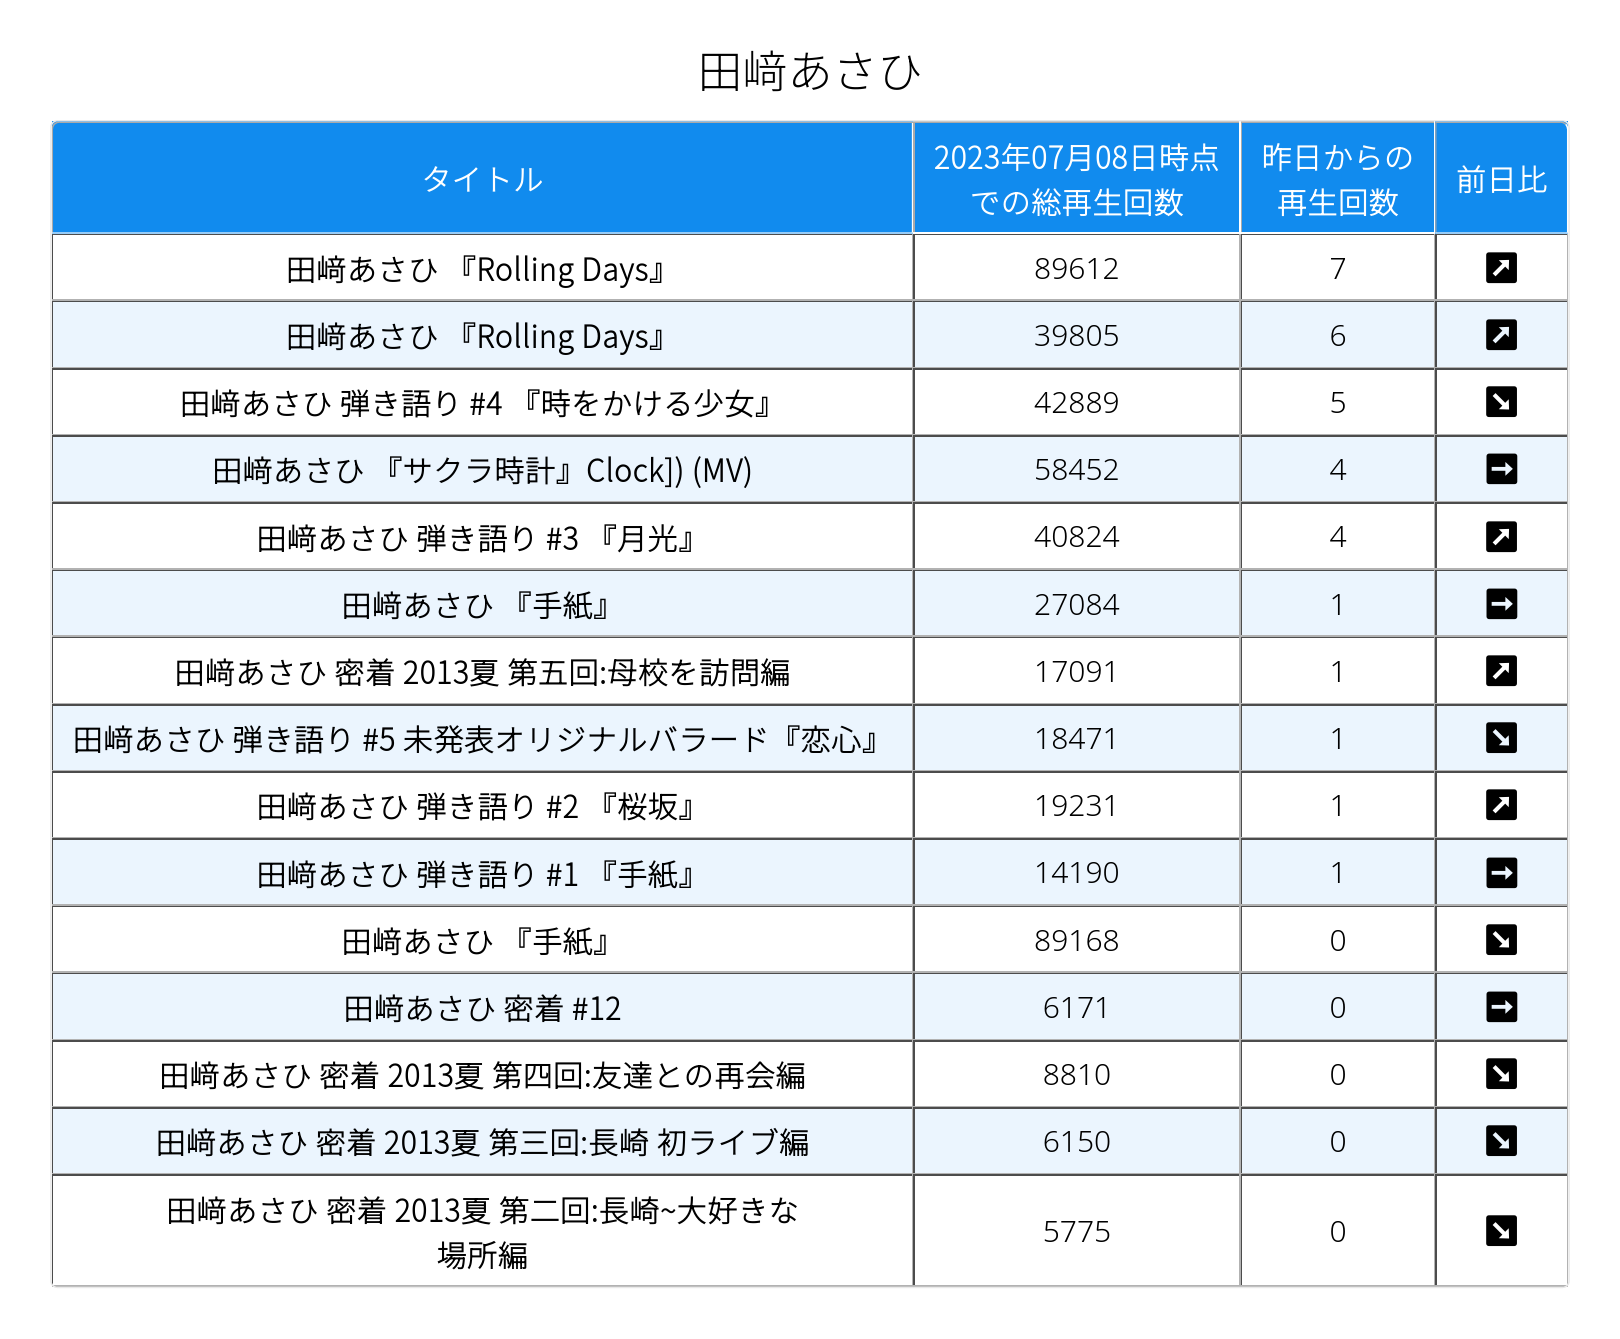 田﨑あさひ
タイトル
2023年07月08日時点
での総再生回数
昨日からの
再生回数
前日比
田﨑あさひ 『Rolling Days』 89612 7 ↗
田﨑あさひ 『Rolling Days』 39805 6 ↗
田﨑あさひ 弾き語り #4 『時をかける少女』 42889 5 ↘
田﨑あさひ 『サクラ時計』Clock]) (MV) 58452 4 →
田﨑あさひ 弾き語り #3 『月光』 40824 4 ↗
田﨑あさひ 『手紙』 27084 1 →
田﨑あさひ 密着 2013夏 第五回:母校を訪問編 17091 1 ↗
田﨑あさひ 弾き語り #5 未発表オリジナルバラード『恋心』 18471 1 ↘
田﨑あさひ 弾き語り #2 『桜坂』 19231 1 ↗
田﨑あさひ 弾き語り #1 『手紙』 14190 1 →
田﨑あさひ 『手紙』 89168 0 ↘
田﨑あさひ 密着 #12 6171 0 →
田﨑あさひ 密着 2013夏 第四回:友達との再会編 8810 0 ↘
田﨑あさひ 密着 2013夏 第三回:長崎 初ライブ編 6150 0 ↘
田﨑あさひ 密着 2013夏 第二回:長崎~大好きな
場所編 5775 0 ↘